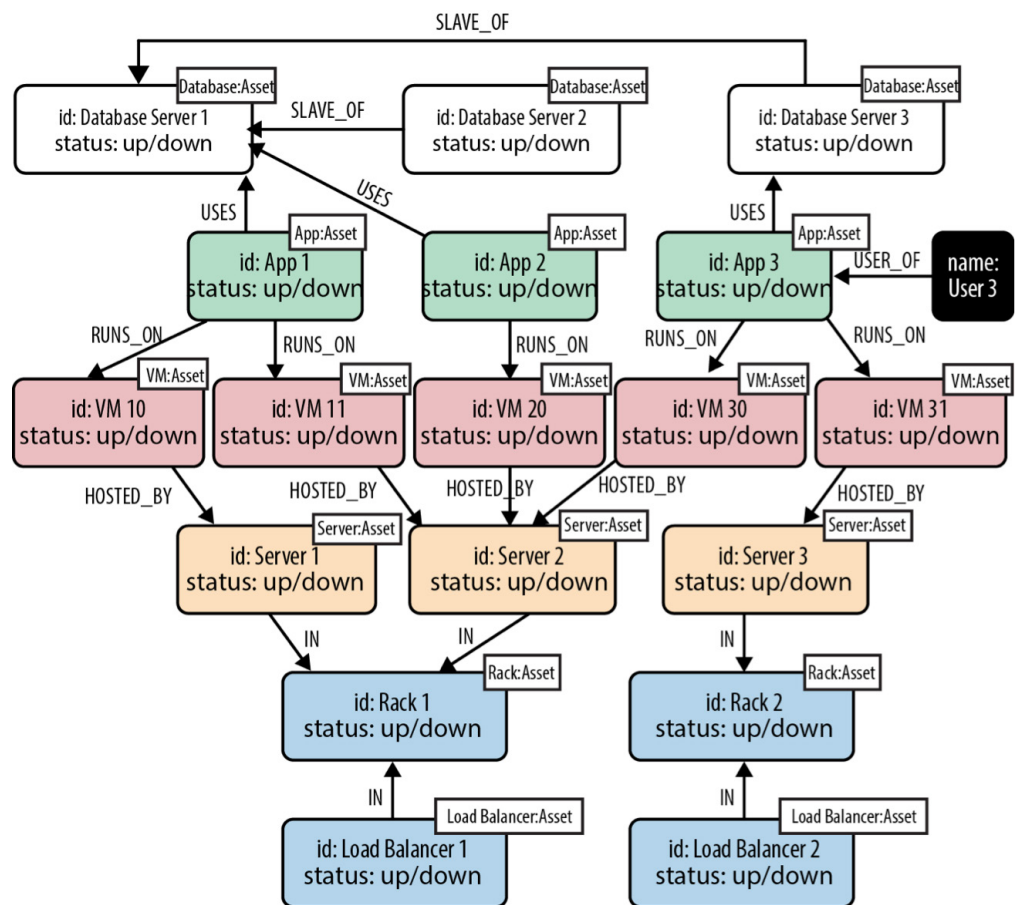 SLAVE_OF
Database:Asset
Database:Asset
Database:Asset
id: Database Server 1
status: up/down
SLAVE_OF
id: Database Server 2
status: up/down
id: Database Server 3
status: up/down
USES
USES
USES
App:Asset
App:Asset
App:Asset
id: App 1
status: up/down
id: App 2
status: up/down
id: App 3
status: up/down
USER_OF
name:
User 3
RUNS_ON
RUNS_ON
RUNS_ON
RUNS_ON
RUNS_ON
VM:Asset
VM:Asset
VM:Asset
VM:Asset
VM:Asset
id: VM 10
status: up/down
id: VM 11
status: up/down
id: VM 20
status: up/down
id: VM 30
status: up/down
id: VM 31
status: up/down
HOSTED_BY
HOSTED_BY
HOSTED_BY
HOSTED_BY
HOSTED_BY
Server:Asset
Server:Asset
Server:Asset
id: Server 1
status: up/down
id: Server 2
status: up/down
id: Server 3
status: up/down
IN
IN
IN
Rack:Asset
Rack:Asset
id: Rack 1
status: up/down
id: Rack 2
status: up/down
IN
IN
Load Balancer:Asset
Load Balancer:Asset
id: Load Balancer 1
status: up/down
id: Load Balancer 2
status: up/down